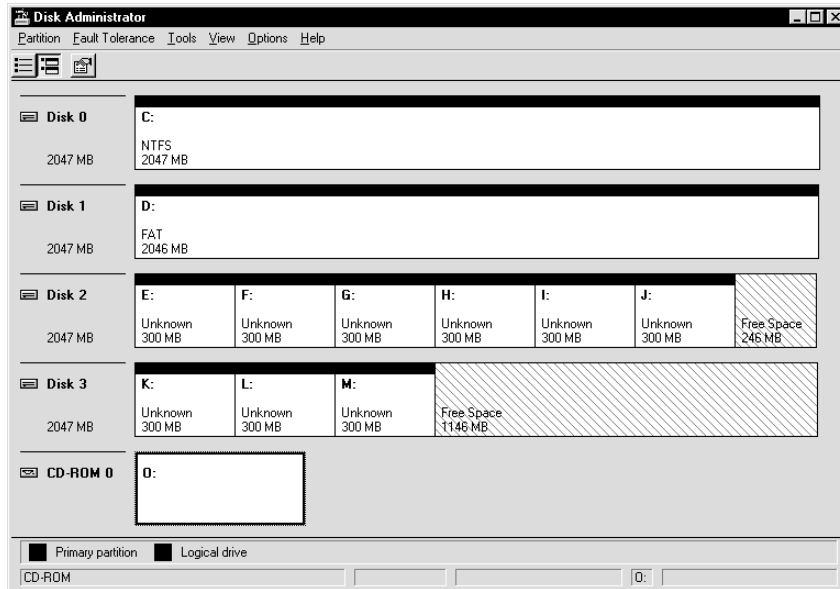 Disk Administrator
Partition Fault Tolerance Tools View Options Help
Disk 0
2047 MB
C:
NTFS
2047 MB
Disk 1
2047 MB
D:
FAT
2046 MB
Disk 2
2047 MB
E: F: G: H: I: J:
Unknown Unknown Unknown Unknown Unknown Unknown Free Space
300 MB 300 MB 300 MB 300 MB 300 MB 300 MB 246 MB
Disk 3
2047 MB
K: L: M:
Unknown Unknown Unknown Free Space
300 MB 300 MB 300 MB 1146 MB
CD-ROM 0
O:
Primary partition Logical drive
CD-ROM O: